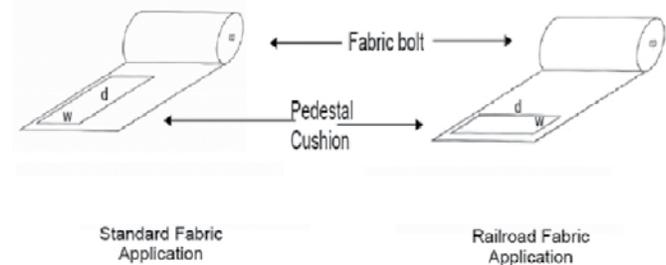 Fabric bolt
d
w
d
w
Pedestal
Cushion
Standard Fabric
Application
Railroad Fabric
Application